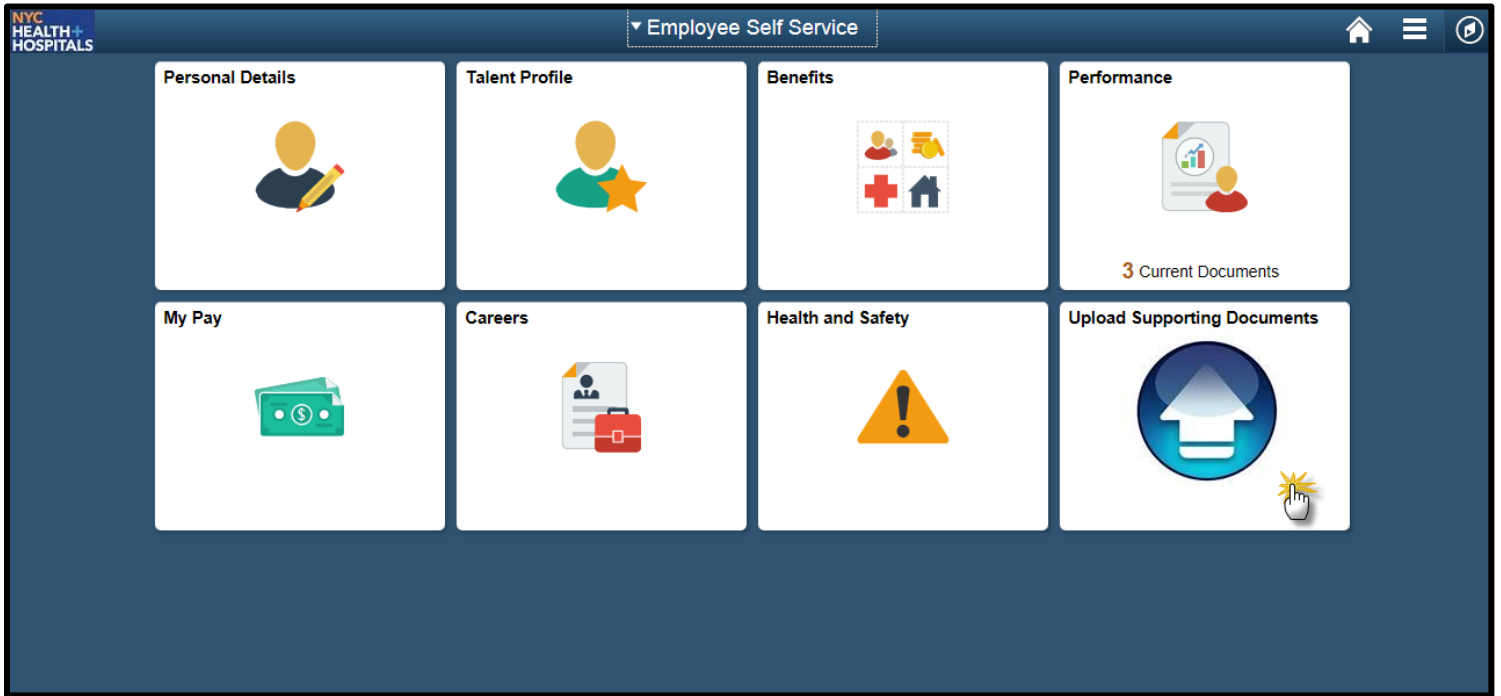 NYC
HEALTH+
HOSPITALS
Employee Self Service
Personal Details
Talent Profile
Benefits
Performance
3 Current Documents
My Pay
Careers
Health and Safety
Upload Supporting Documents